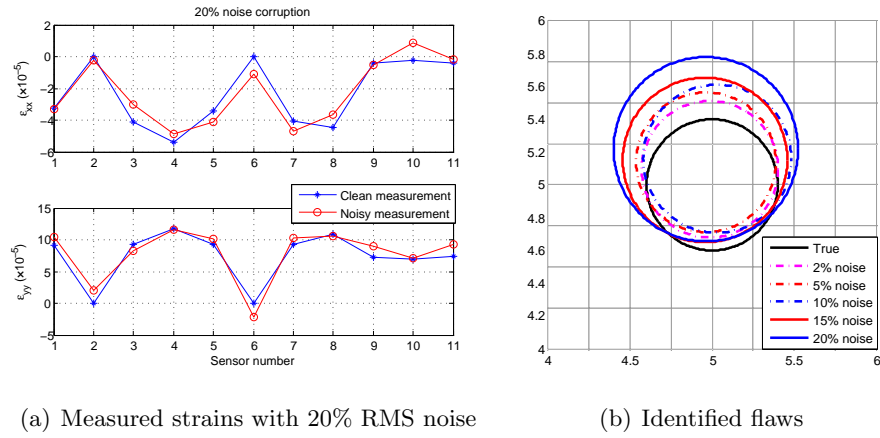 20% noise corruption
ε_xx (x10^-5)
2
0
−2
−4
−6
1 2 3 4 5 6 7 8 9 10 11
Clean measurement
Noisy measurement
ε_yy (x10^-5)
15
10
5
0
−5
1 2 3 4 5 6 7 8 9 10 11
Sensor number
(a) Measured strains with 20% RMS noise
6
5.8
5.6
5.4
5.2
5
4.8
4.6
4.4
4.2
4
4 4.5 5 5.5 6
True
2% noise
5% noise
10% noise
15% noise
20% noise
(b) Identified flaws